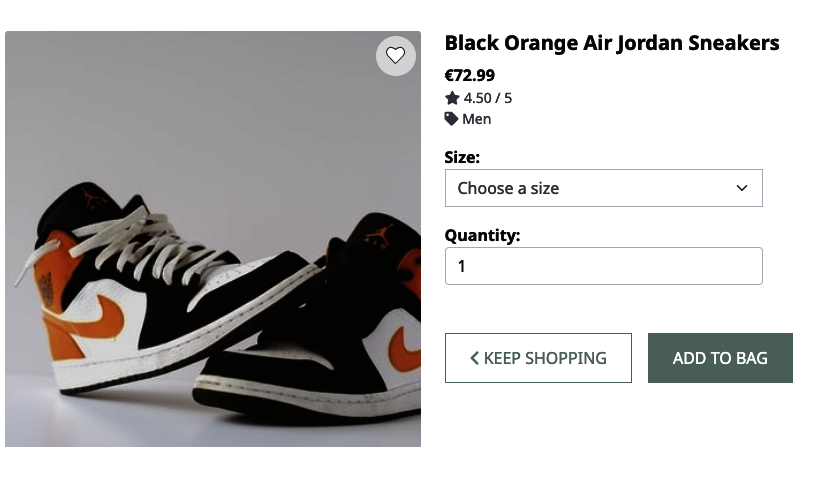 Black Orange Air Jordan Sneakers
€72.99
4.50 / 5
Men
Size:
Choose a size
Quantity:
1
KEEP SHOPPING
ADD TO BAG